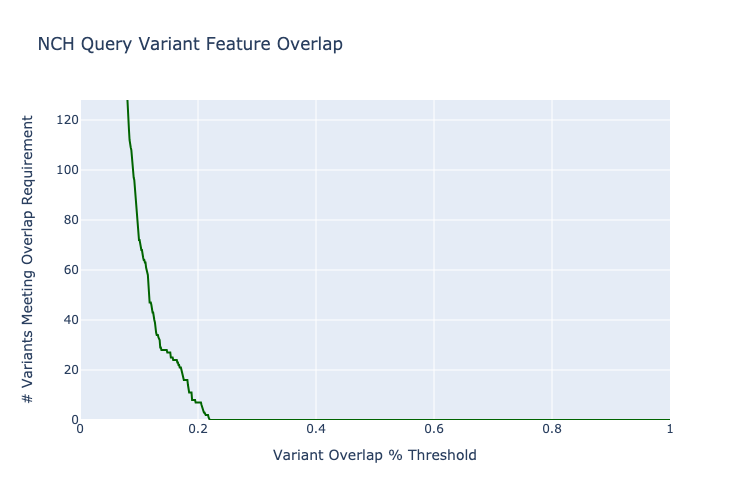 NCH Query Variant Feature Overlap
# Variants Meeting Overlap Requirement
120
100
80
60
40
20
0
0 0.2 0.4 0.6 0.8 1
Variant Overlap % Threshold